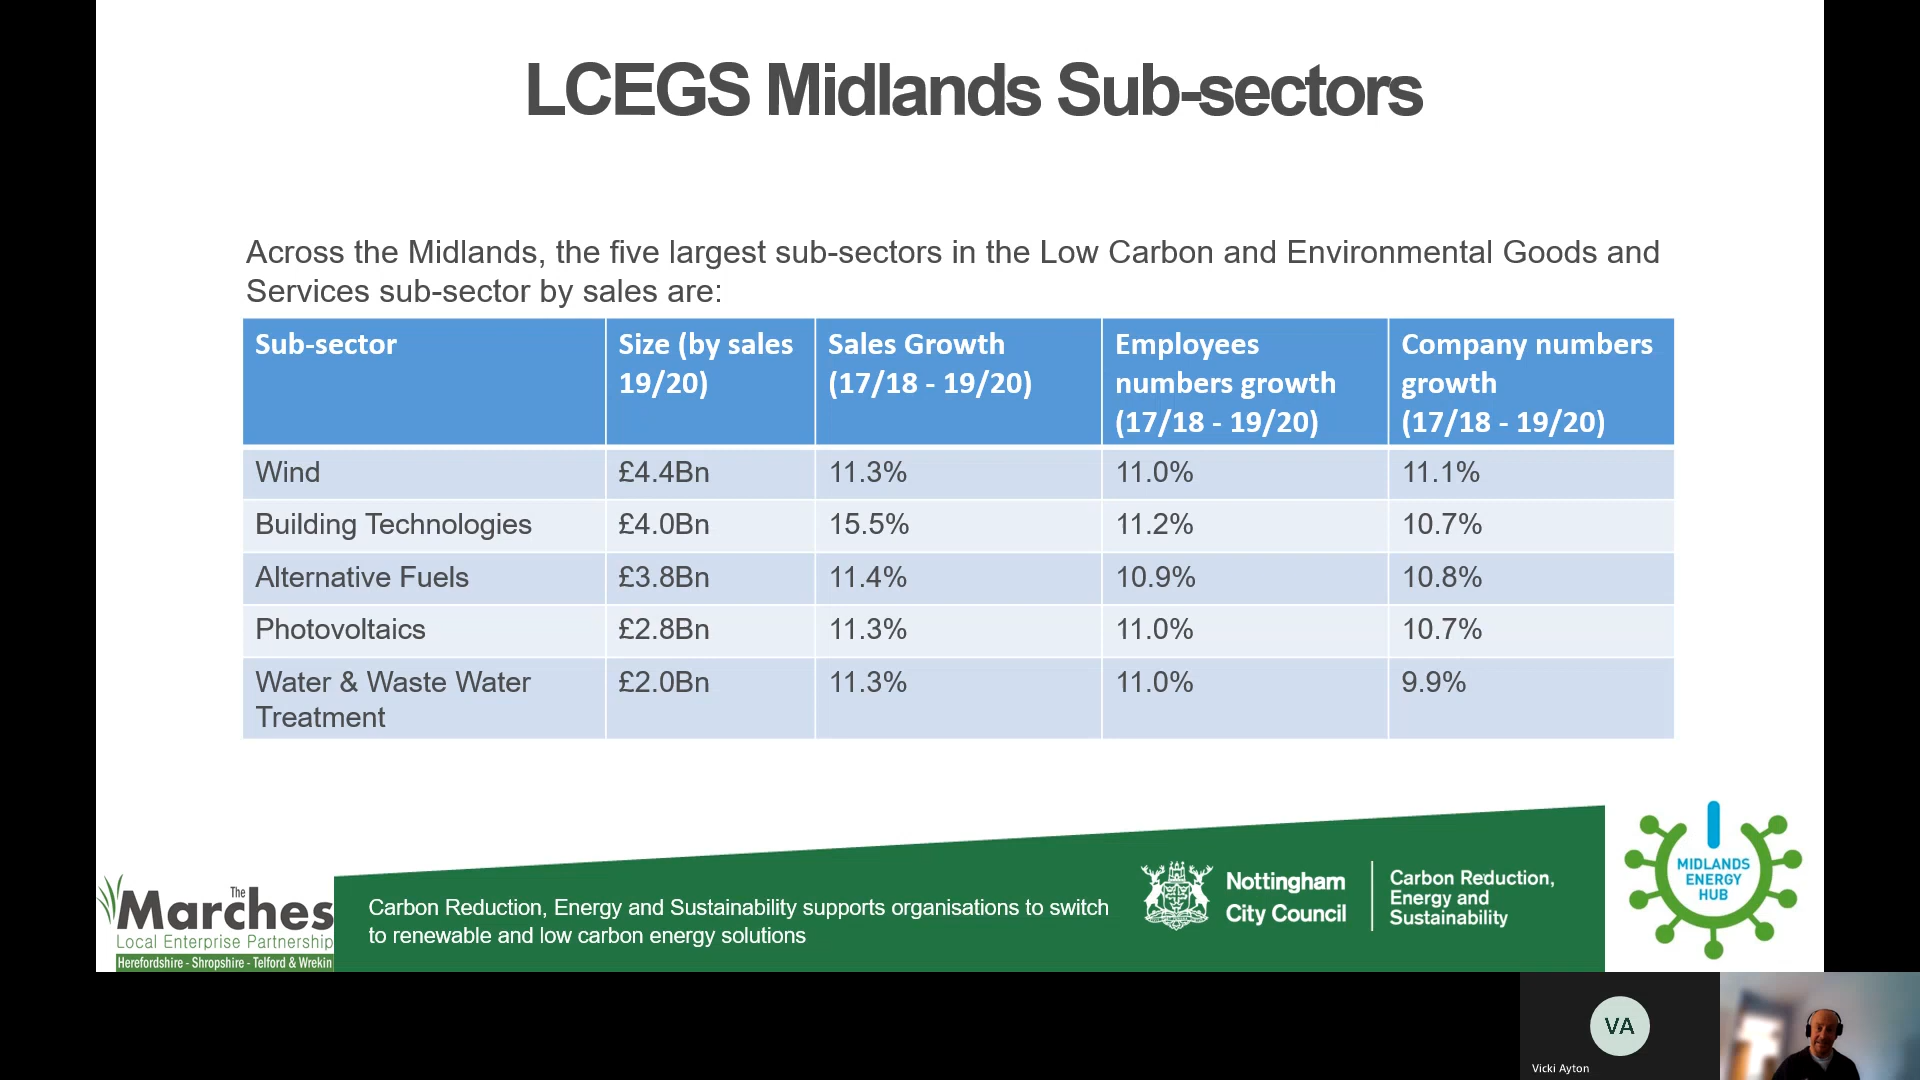 LCEGS Midlands Sub-sectors
Across the Midlands, the five largest sub-sectors in the Low Carbon and Environmental Goods and
Services sub-sector by sales are:
Sub-sector
Size (by sales
19/20)
Sales Growth
(17/18 - 19/20)
Employees
numbers growth
(17/18 - 19/20)
Company numbers
growth
(17/18 - 19/20)
Wind £4.4Bn 11.3% 11.0% 11.1%
Building Technologies £4.0Bn 15.5% 11.2% 10.7%
Alternative Fuels £3.8Bn 11.4% 10.9% 10.8%
Photovoltaics £2.8Bn 11.3% 11.0% 10.7%
Water & Waste Water £2.0Bn 11.3% 11.0% 9.9%
Treatment
The
Marches
Local Enterprise Partnership
Herefordshire - Shropshire - Telford & Wrekin
Carbon Reduction, Energy and Sustainability supports organisations to switch
to renewable and low carbon energy solutions
Nottingham
City Council
Carbon Reduction,
Energy and
Sustainability
MIDLANDS
ENERGY
HUB
VA
Vicki Ayton